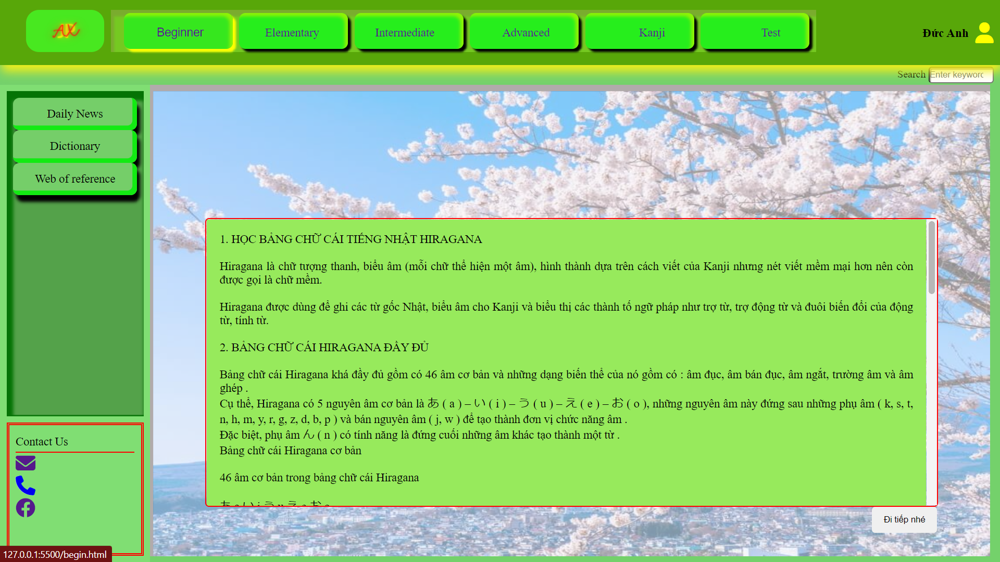 AX
Beginner
Elementary
Intermediate
Advanced
Kanji
Test
Đức Anh
Search
Enter keyword
Daily News
Dictionary
Web of reference
1. HỌC BẢNG CHỮ CÁI TIẾNG NHẬT HIRAGANA
Hiragana là chữ tượng thanh, biểu âm (mỗi chữ thể hiện một âm), hình thành dựa trên cách viết của Kanji nhưng nét viết mềm mại hơn nên còn
được gọi là chữ mềm.
Hiragana được dùng để ghi các từ gốc Nhật, biểu âm cho Kanji và biểu thị các thành tố ngữ pháp như trợ từ, trợ động từ và đuôi biến đổi của động
từ, tính từ.
2. BẢNG CHỮ CÁI HIRAGANA ĐẦY ĐỦ
Bảng chữ cái Hiragana khá đầy đủ gồm có 46 âm cơ bản và những dạng biến thể của nó gồm có : âm đục, âm bán đục, âm ngắt, trường âm và âm
ghép .
Cụ thể, Hiragana có 5 nguyên âm cơ bản là あ ( a ) – い ( i ) – う ( u ) – え ( e ) – お ( o ), những nguyên âm này đứng sau những phụ âm ( k, s, t,
n, h, m, y, r, g, z, d, b, p ) và bán nguyên âm ( j, w ) để tạo thành đơn vị chức năng âm .
Đặc biệt, phụ âm ん ( n ) có tính năng là đứng cuối những âm khác tạo thành một từ .
Bảng chữ cái Hiragana cơ bản
46 âm cơ bản trong bảng chữ cái Hiragana
あ a い i う u え e お o
Đi tiếp nhé
Contact Us
127.0.0.1:5500/begin.html